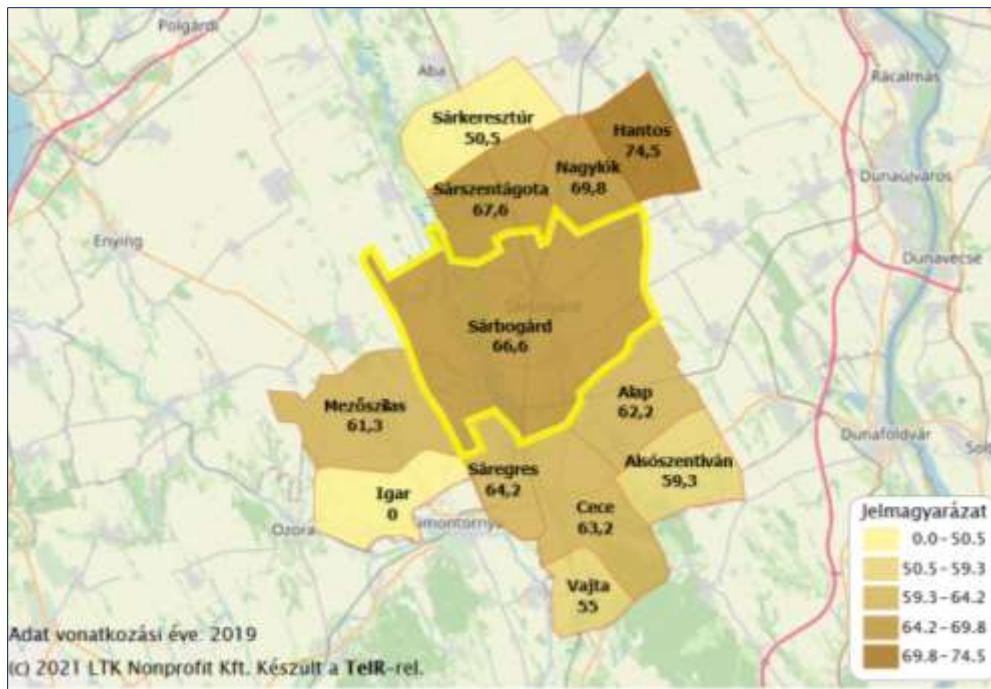 Polgárdi
Aba
Rácalmás
Sárkeresztúr
50,5
Hantos
74,5
Nagylók
69,8
Sárszentágota
67,6
Dunaújváros
Enying
Dunavecse
Sárbogárd
66,6
Mezőszilas
61,3
Alap
62,2
Dunaföldvár
Solt
Sáregres
64,2
Alsószentiván
59,3
Igar
0
Ozora
Cece
63,2
Vajta
55
Jelmagyarázat
0.0-50.5
50.5-59.3
59.3-64.2
64.2-69.8
69.8-74.5
Adat vonatkozási éve: 2019
(c) 2021 LTK Nonprofit Kft. Készült a TeIR-rel.